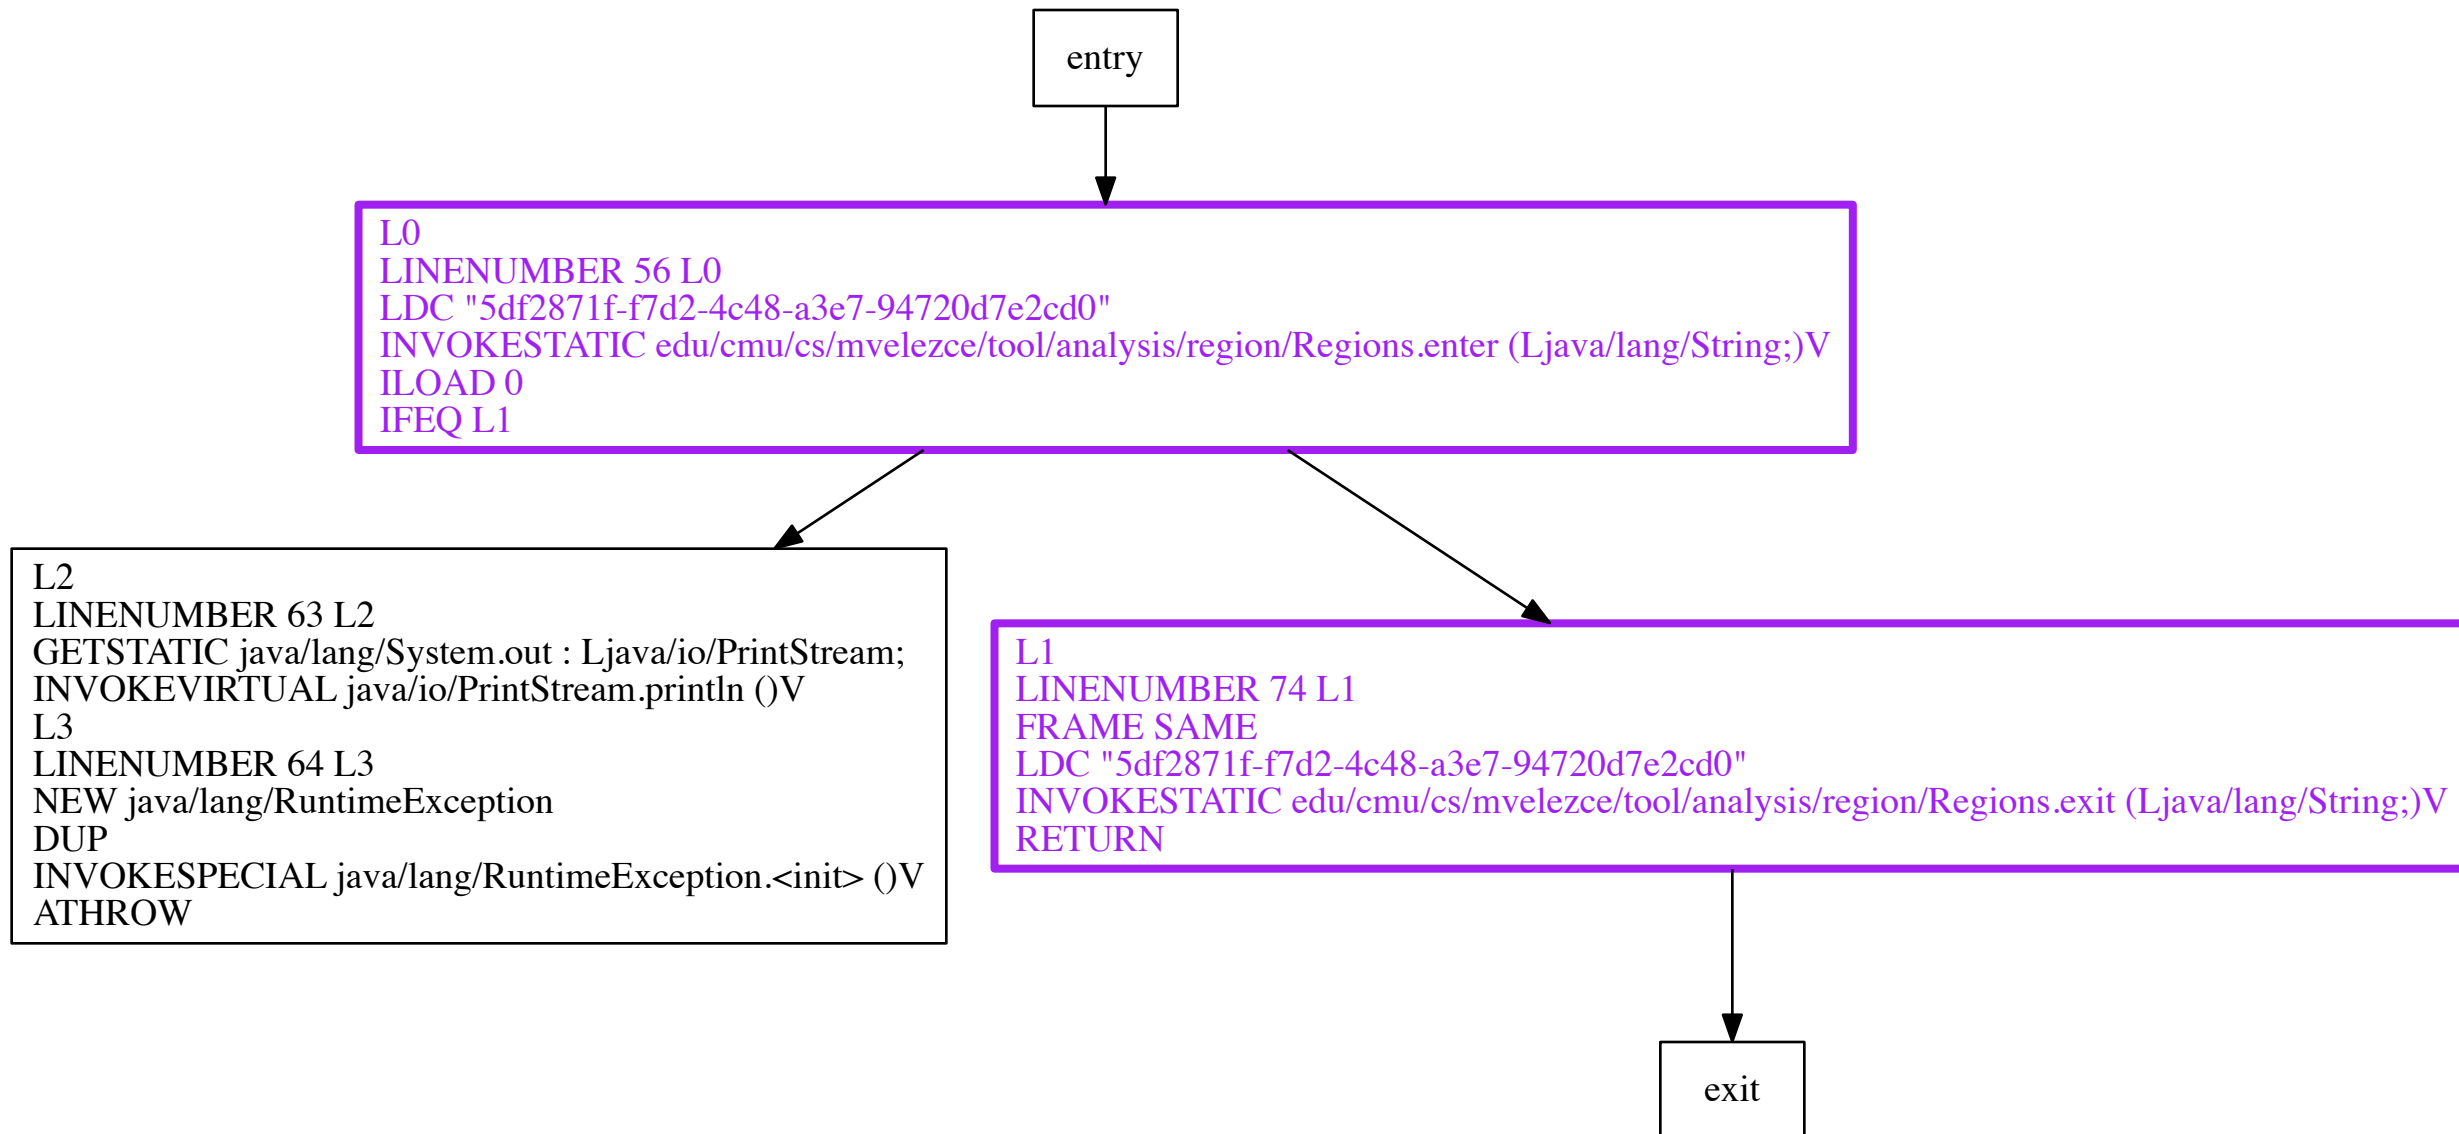 entry
L0
LINENUMBER 56 L0
LDC "5df2871f-f7d2-4c48-a3e7-94720d7e2cd0"
INVOKESTATIC edu/cmu/cs/mvelezce/tool/analysis/region/Regions.enter (Ljava/lang/String;)V
ILOAD 0
IFEQ L1
L2
LINENUMBER 63 L2
GETSTATIC java/lang/System.out : Ljava/io/PrintStream;
INVOKEVIRTUAL java/io/PrintStream.println ()V
L3
LINENUMBER 64 L3
NEW java/lang/RuntimeException
DUP
INVOKESPECIAL java/lang/RuntimeException.<init> ()V
ATHROW
L1
LINENUMBER 74 L1
FRAME SAME
LDC "5df2871f-f7d2-4c48-a3e7-94720d7e2cd0"
INVOKESTATIC edu/cmu/cs/mvelezce/tool/analysis/region/Regions.exit (Ljava/lang/String;)V
RETURN
exit